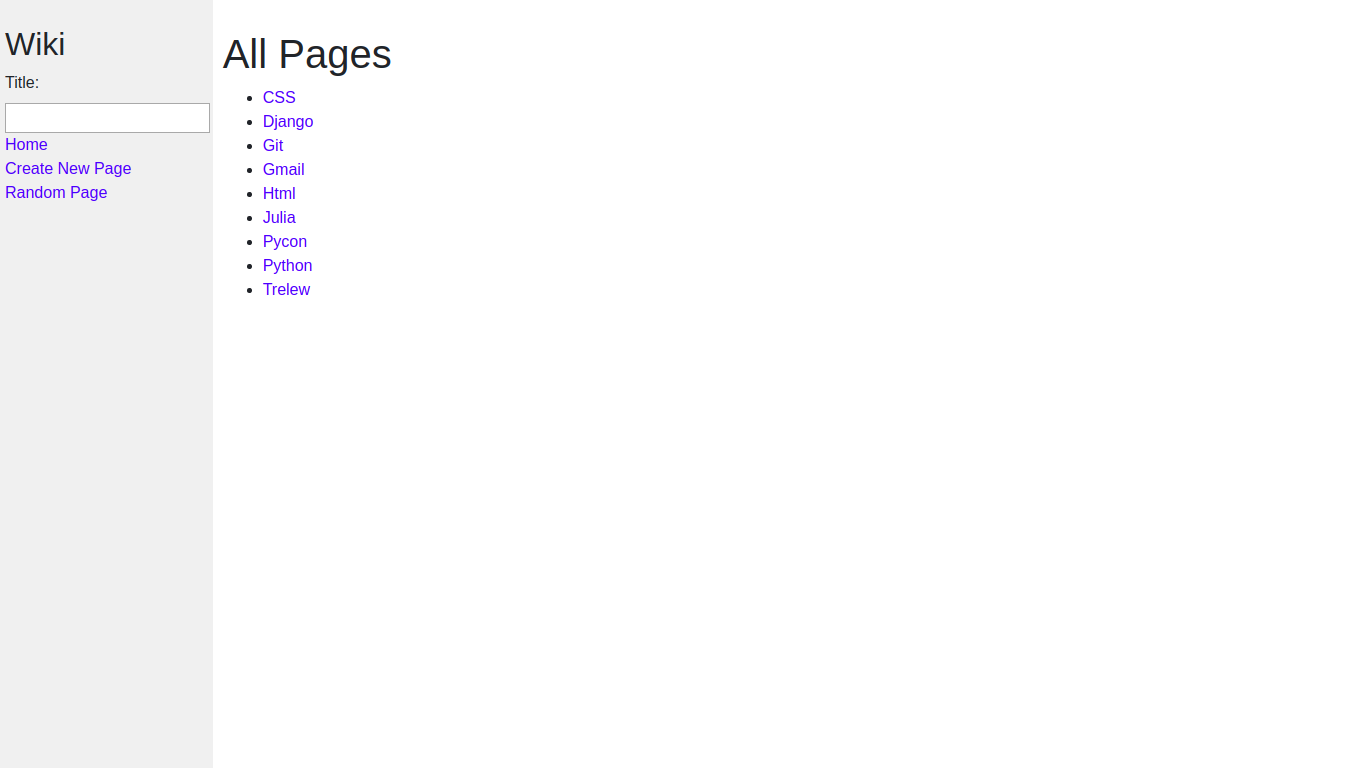 Wiki
Title:
Home
Create New Page
Random Page
All Pages
CSS
Django
Git
Gmail
Html
Julia
Pycon
Python
Trelew